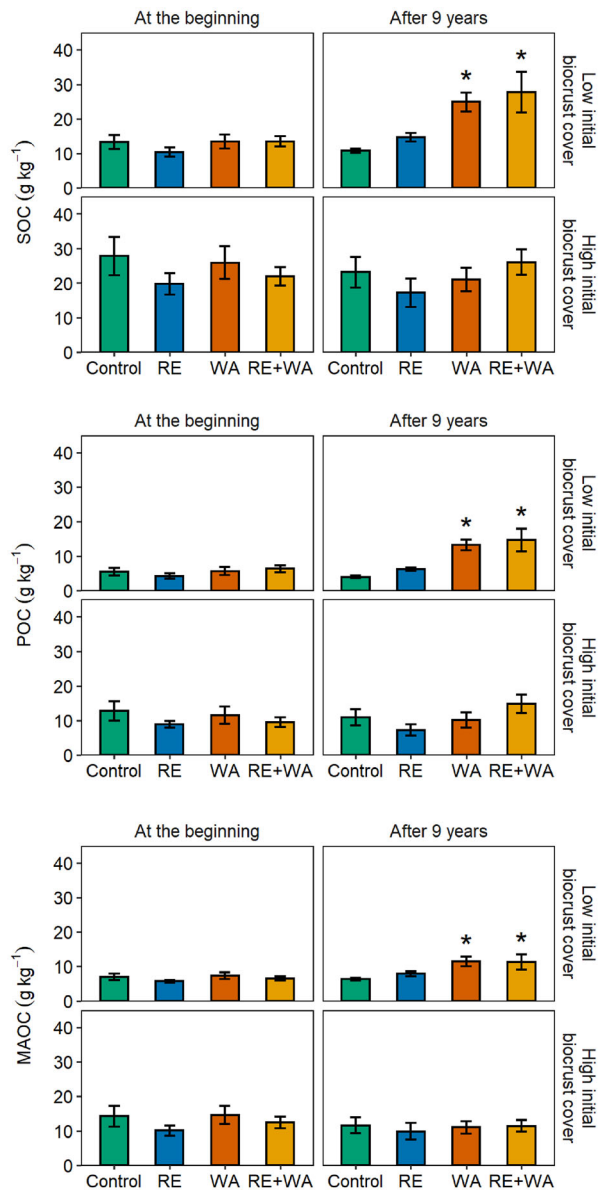 At the beginning After 9 years
SOC (g kg⁻¹)
40
30
20
10
0
* *
Low initial
biocrust cover
40
30
20
10
0
High initial
biocrust cover
Control RE WA RE+WA Control RE WA RE+WA
At the beginning After 9 years
POC (g kg⁻¹)
40
30
20
10
0
* *
Low initial
biocrust cover
40
30
20
10
0
High initial
biocrust cover
Control RE WA RE+WA Control RE WA RE+WA
At the beginning After 9 years
MAOC (g kg⁻¹)
40
30
20
10
0
* *
Low initial
biocrust cover
40
30
20
10
0
High initial
biocrust cover
Control RE WA RE+WA Control RE WA RE+WA